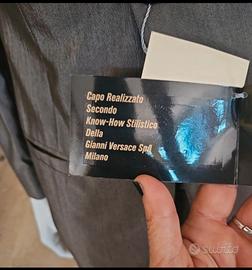 Capo Realizzato
Secondo
Know-How Stilistico
Della
Gianni Versace SpA
Milano
subito